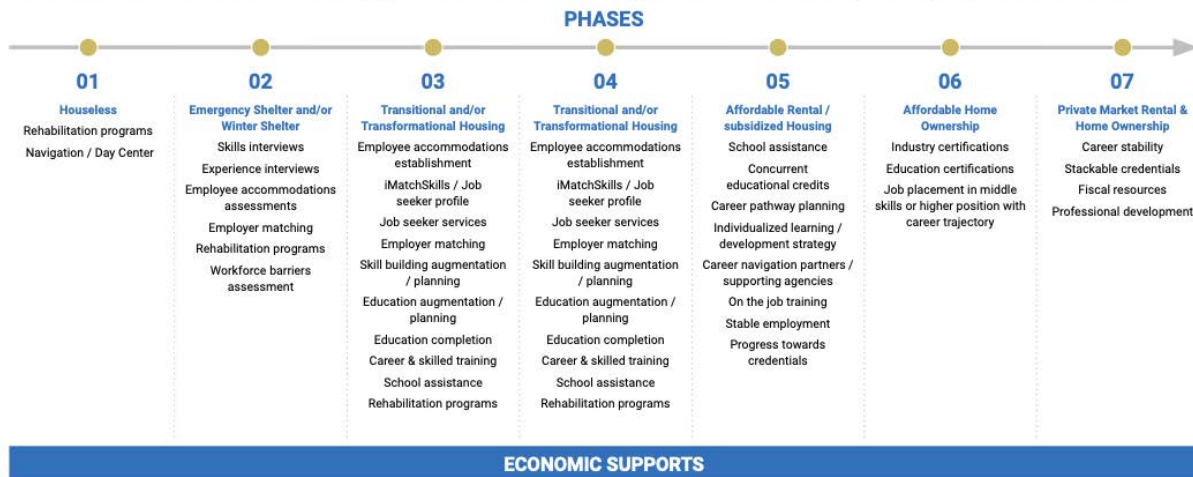 PHASES
01
Houseless
Rehabilitation programs
Navigation / Day Center
02
Emergency Shelter and/or
Winter Shelter
Skills interviews
Experience interviews
Employee accommodations
assessments
Employer matching
Rehabilitation programs
Workforce barriers
assessment
03
Transitional and/or
Transformational Housing
Employee accommodations
establishment
iMatchSkills / Job
seeker profile
Job seeker services
Employer matching
Skill building augmentation
/ planning
Education augmentation /
planning
Education completion
Career & skilled training
School assistance
Rehabilitation programs
04
Transitional and/or
Transformational Housing
Employee accommodations
establishment
iMatchSkills / Job
seeker profile
Job seeker services
Employer matching
Skill building augmentation
/ planning
Education augmentation /
planning
Education completion
Career & skilled training
School assistance
Rehabilitation programs
05
Affordable Rental /
subsidized Housing
School assistance
Concurrent
educational credits
Career pathway planning
Individualized learning /
development strategy
Career navigation partners /
supporting agencies
On the job training
Stable employment
Progress towards
credentials
06
Affordable Home
Ownership
Industry certifications
Education certifications
Job placement in middle
skills or higher position with
career trajectory
07
Private Market Rental &
Home Ownership
Career stability
Stackable credentials
Fiscal resources
Professional development
ECONOMIC SUPPORTS